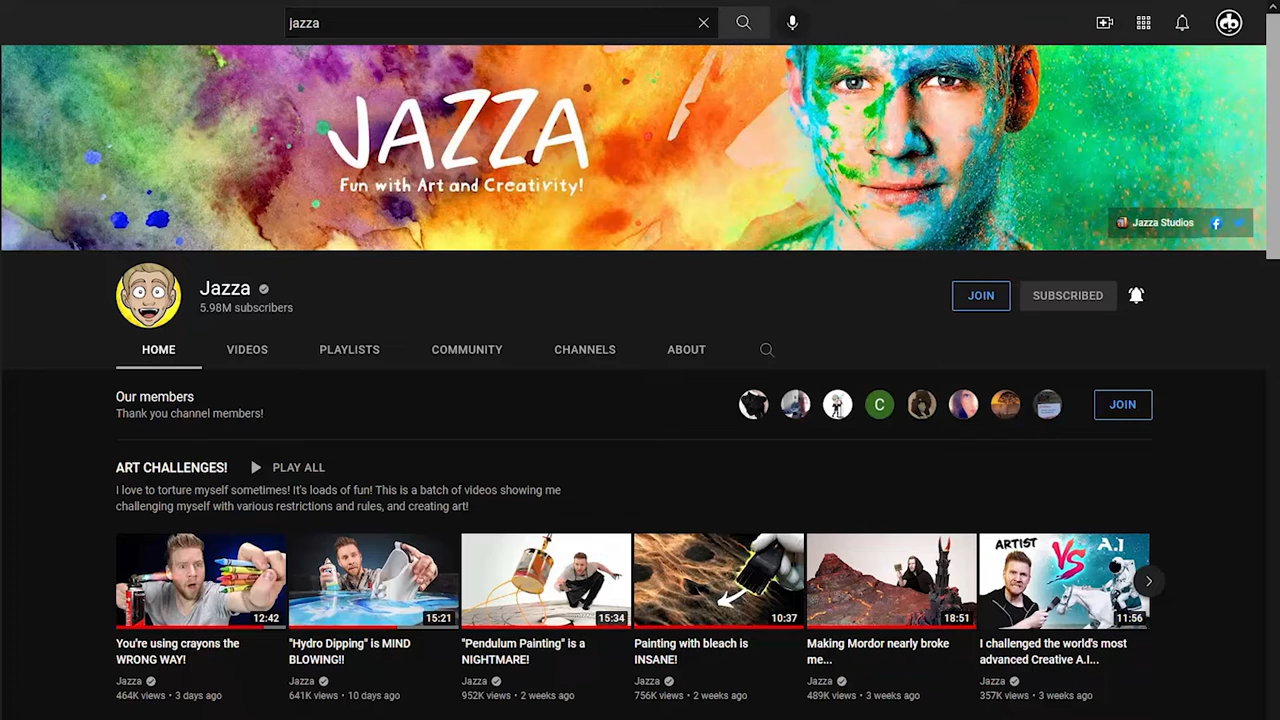 jazza
JAZZA
Fun with Art and Creativity!
Jazza Studios
Jazza
5.98M subscribers
JOIN
SUBSCRIBED
HOME
VIDEOS
PLAYLISTS
COMMUNITY
CHANNELS
ABOUT
Our members
Thank you channel members!
C
JOIN
ART CHALLENGES!
PLAY ALL
I love to torture myself sometimes! It's loads of fun! This is a batch of videos showing me
challenging myself with various restrictions and rules, and creating art!
12:42
15:21
15:34
10:37
18:51
ARTIST VS A.I
11:56
You're using crayons the
WRONG WAY!
Jazza
464K views • 3 days ago
"Hydro Dipping" is MIND
BLOWING!!
Jazza
641K views • 10 days ago
"Pendulum Painting" is a
NIGHTMARE!
Jazza
952K views • 2 weeks ago
Painting with bleach is
INSANE!
Jazza
756K views • 2 weeks ago
Making Mordor nearly broke
me...
Jazza
489K views • 3 weeks ago
I challenged the world's most
advanced Creative A.I...
Jazza
357K views • 3 weeks ago